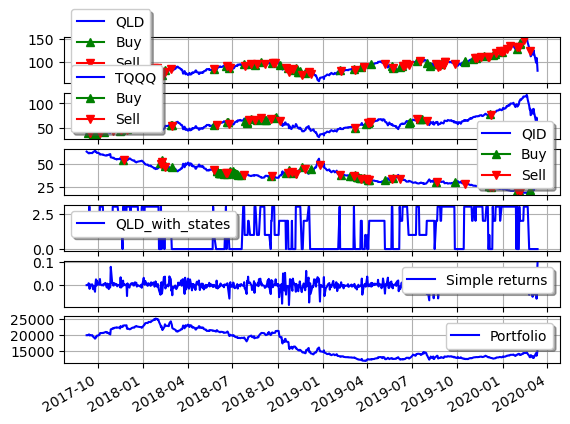 QLD
Buy
Sell
150
100
TQQQ
Buy
Sell
100
50
QID
Buy
Sell
50
25
QLD_with_states
2.5
0.0
Simple returns
0.1
0.0
Portfolio
25000
20000
15000
2017-10
2018-01
2018-04
2018-07
2018-10
2019-01
2019-04
2019-07
2019-10
2020-01
2020-04